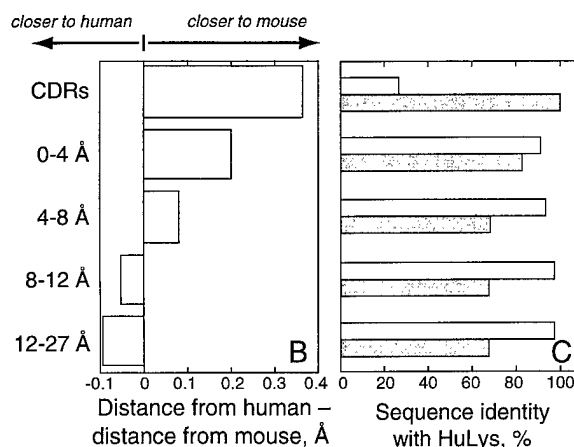 closer to human closer to mouse
CDRs
0-4 Å
4-8 Å
8-12 Å
12-27 Å
B
C
-0.1 0 0.1 0.2 0.3 0.4
0 20 40 60 80 100
Distance from human –
distance from mouse, Å
Sequence identity
with HuLys, %